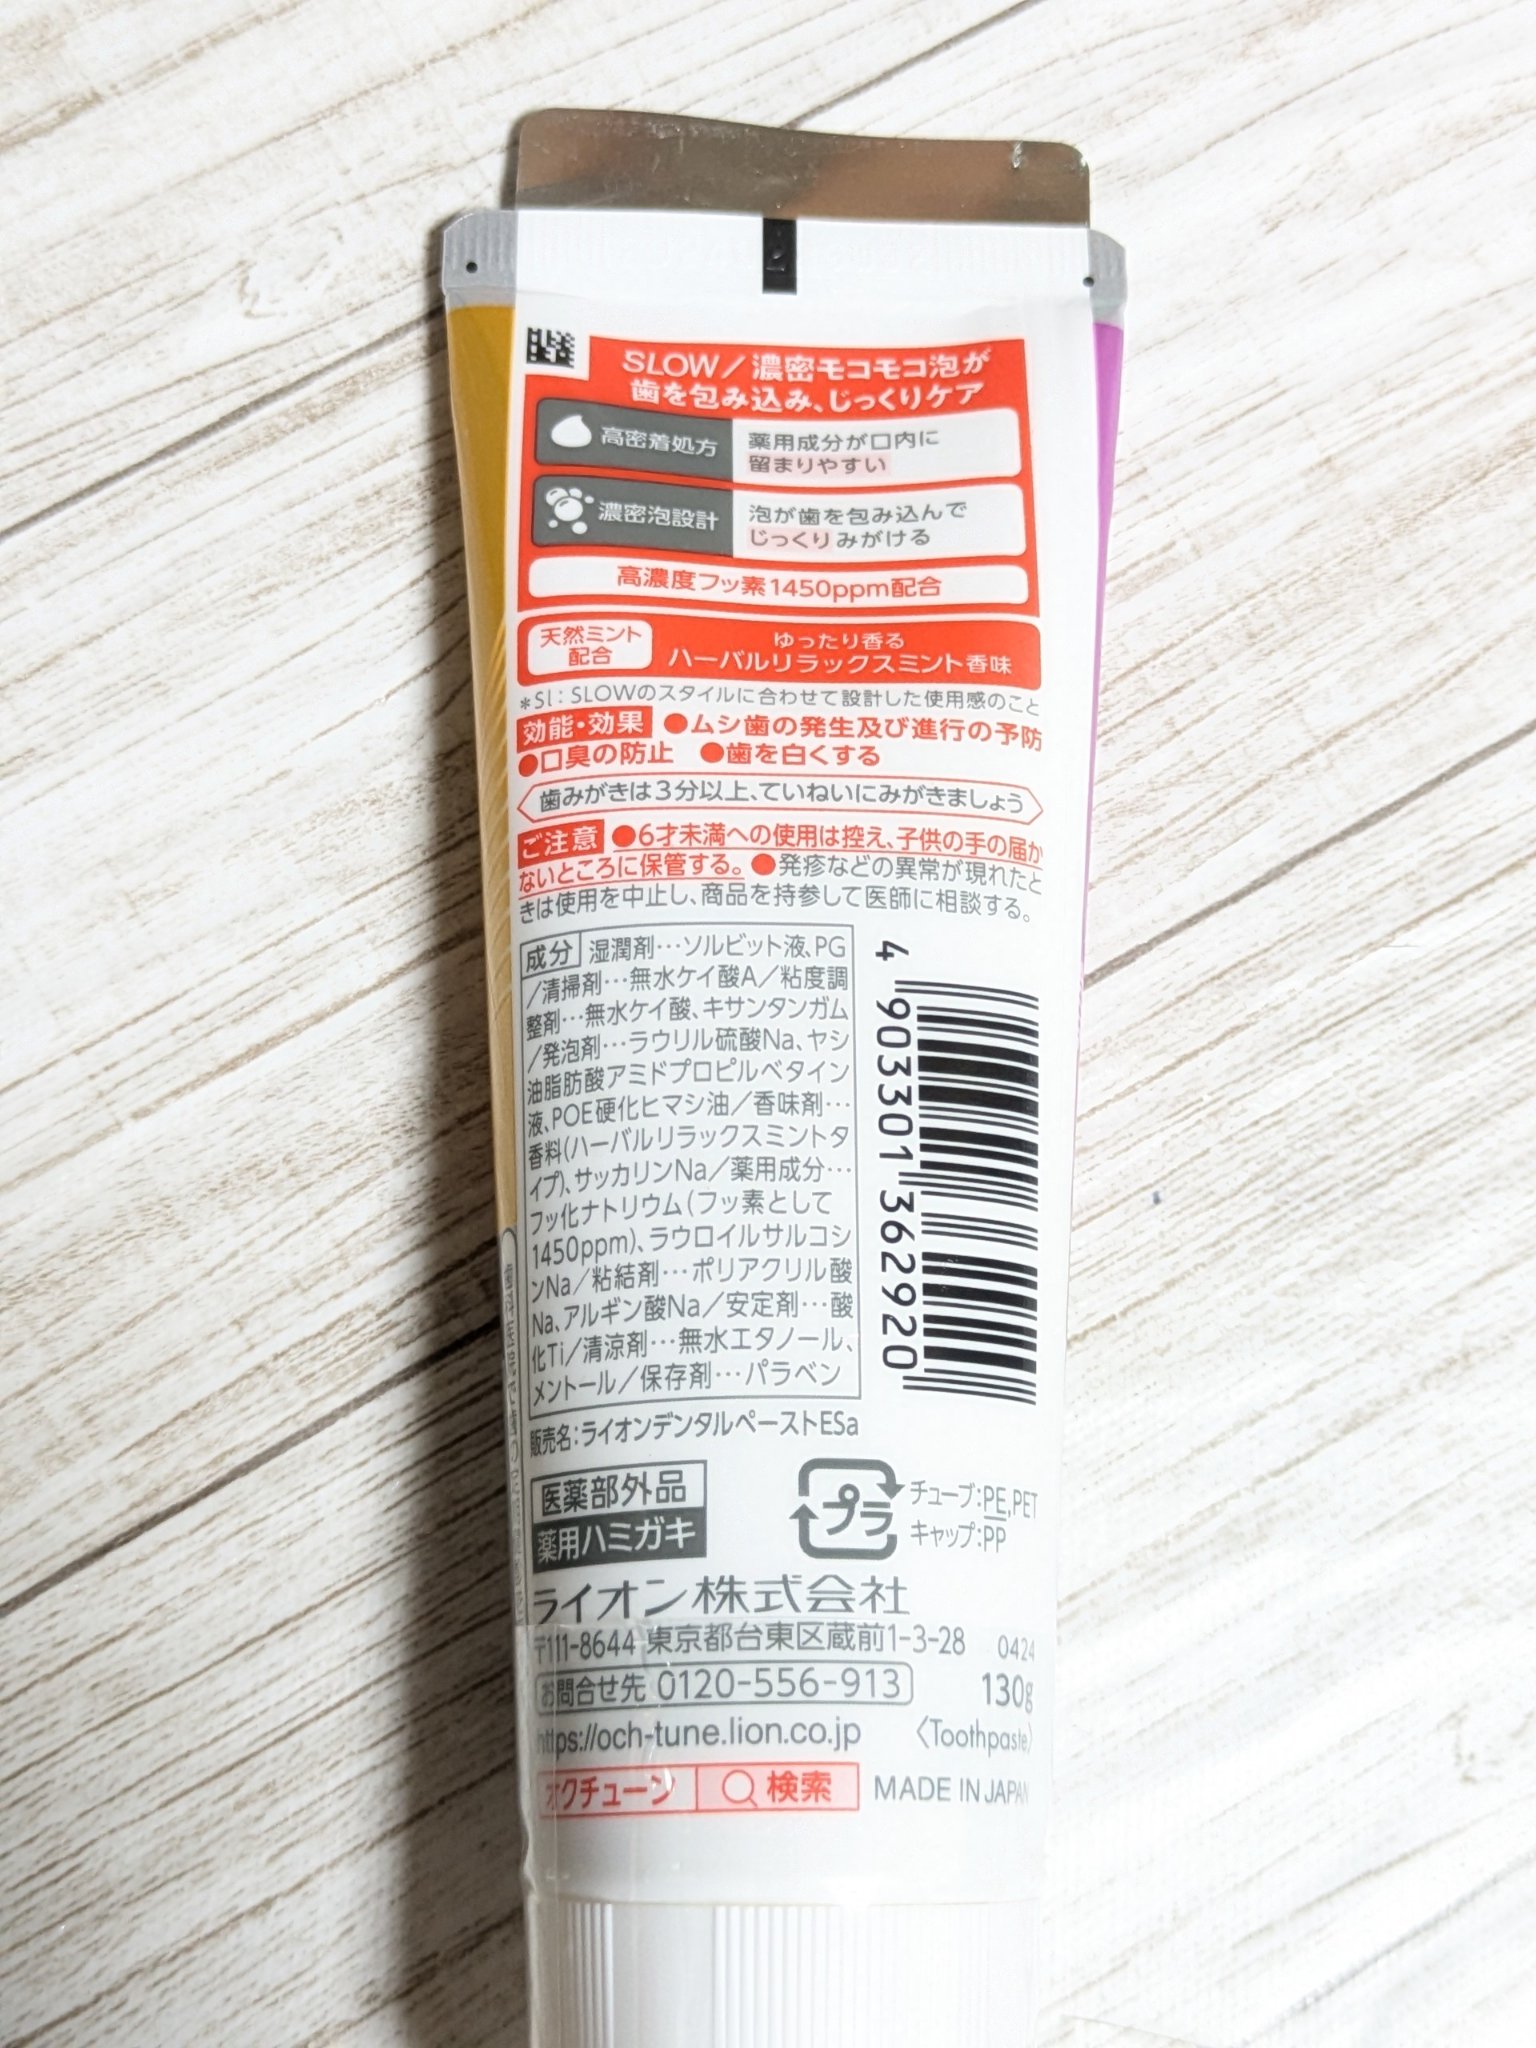 SLOW/濃密モコモコ泡が
歯を包み込み、じっくりケア
高密着処方
薬用成分が口内に
留まりやすい
濃密泡設計
泡が歯を包み込んで
じっくりみがける
高濃度フッ素1450ppm配合
天然ミント
配合
ゆったり香る
ハーバルリラックスミント香味
*Sl:SLOWのスタイルに合わせて設計した使用感のこと
効能・効果 ●ムシ歯の発生及び進行の予防
●口臭の防止 ●歯を白くする
歯みがきは3分以上、ていねいにみがきましょう
ご注意 ●6才未満への使用は控え、子供の手の届か
ないところに保管する。●発疹などの異常が現れたと
きは使用を中止し、商品を持参して医師に相談する。
成分 湿潤剤…ソルビット液、PG
/清掃剤…無水ケイ酸A/粘度調
整剤…無水ケイ酸、キサンタンガム
/発泡剤…ラウリル硫酸Na、ヤシ
油脂肪酸アミドプロピルベタイン
液、POE硬化ヒマシ油/香味剤…
香料(ハーバルリラックスミントタ
イプ)、サッカリンNa/薬用成分…
フッ化ナトリウム(フッ素として
1450ppm)、ラウロイルサルコシ
ンNa/粘結剤…ポリアクリル酸
Na、アルギン酸Na/安定剤…酸
化Ti/清涼剤…無水エタノール、
メントール/保存剤…パラベン
4 903301 362920
販売名:ライオンデンタルペーストESa
医薬部外品
薬用ハミガキ
プラ
チューブ:PE,PET
キャップ:PP
ライオン株式会社
〒111-8644 東京都台東区蔵前1-3-28 0424
お問合せ先 0120-556-913 130g
https://och-tune.lion.co.jp 〈Toothpaste〉
オクチューン 検索 MADE IN JAPAN